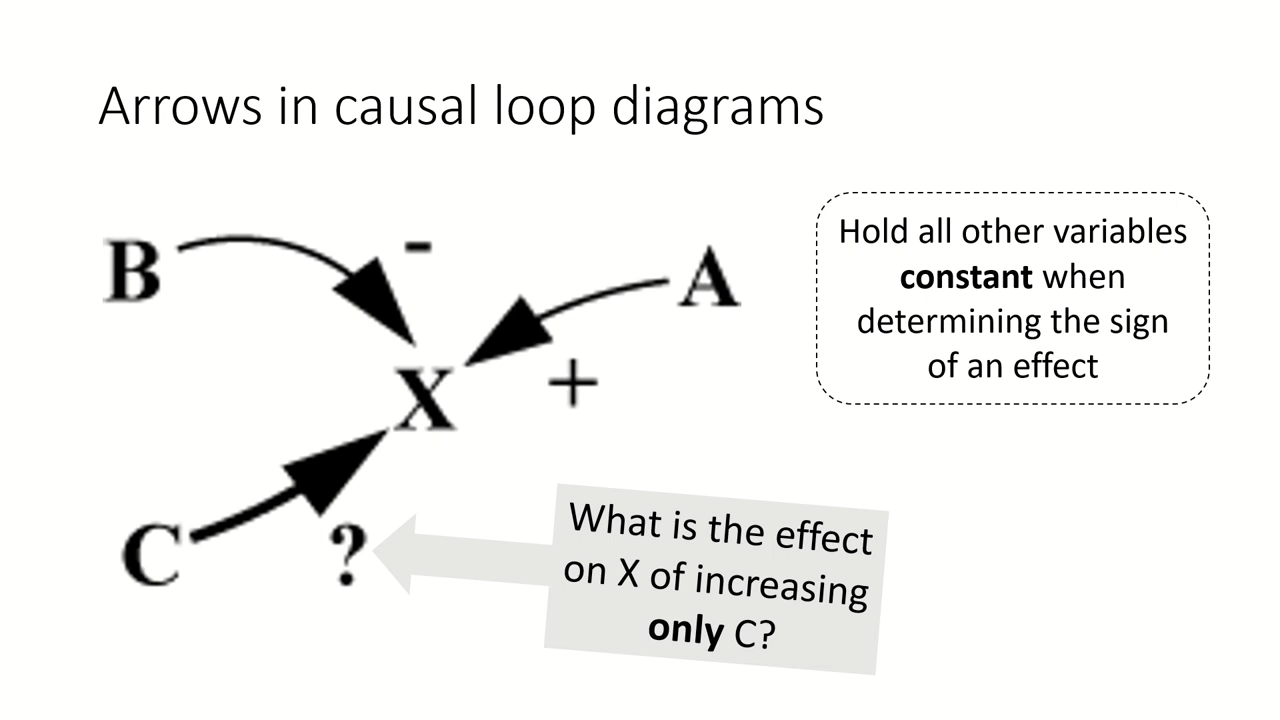 Arrows in causal loop diagrams
B
-
A
+
X
C
?
Hold all other variables
constant when
determining the sign
of an effect
What is the effect
on X of increasing
only C?